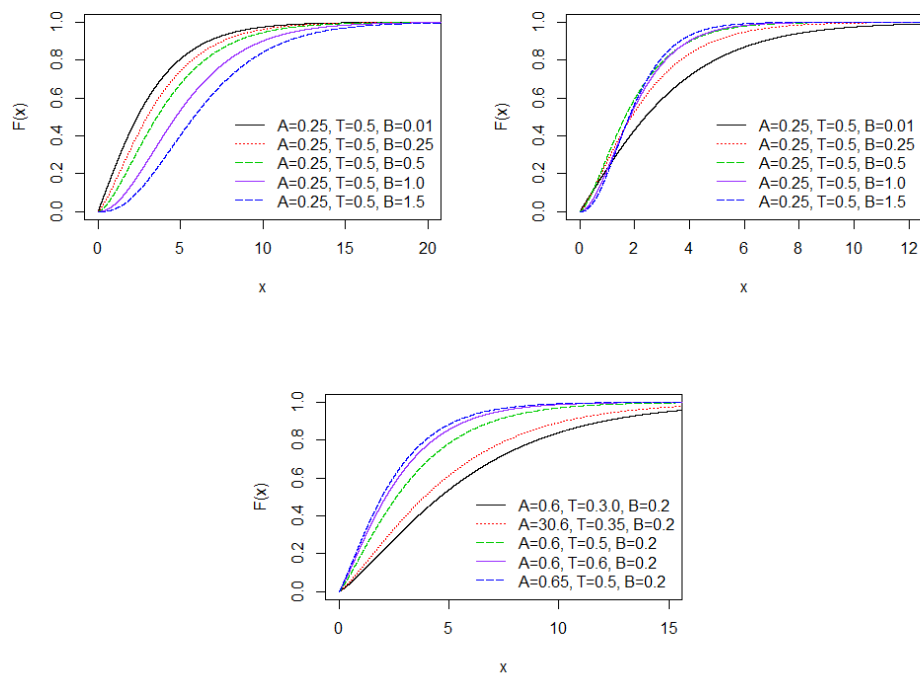 F(x)
1.0
0.8
0.6
0.4
0.2
0.0
A=0.25, T=0.5, B=0.01
A=0.25, T=0.5, B=0.25
A=0.25, T=0.5, B=0.5
A=0.25, T=0.5, B=1.0
A=0.25, T=0.5, B=1.5
0 5 10 15 20
x
F(x)
1.0
0.8
0.6
0.4
0.2
0.0
A=0.25, T=0.5, B=0.01
A=0.25, T=0.5, B=0.25
A=0.25, T=0.5, B=0.5
A=0.25, T=0.5, B=1.0
A=0.25, T=0.5, B=1.5
0 2 4 6 8 10 12
x
F(x)
1.0
0.8
0.6
0.4
0.2
0.0
A=0.6, T=0.3.0, B=0.2
A=30.6, T=0.35, B=0.2
A=0.6, T=0.5, B=0.2
A=0.6, T=0.6, B=0.2
A=0.65, T=0.5, B=0.2
0 5 10 15
x